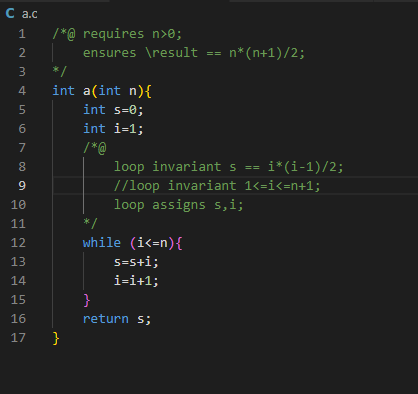 C a.c
1 /*@ requires n>0;
2     ensures \result == n*(n+1)/2;
3 */
4 int a(int n){
5     int s=0;
6     int i=1;
7     /*@
8         loop invariant s == i*(i-1)/2;
9         //loop invariant 1<=i<=n+1;
10         loop assigns s,i;
11     */
12     while (i<=n){
13         s=s+i;
14         i=i+1;
15     }
16     return s;
17 }